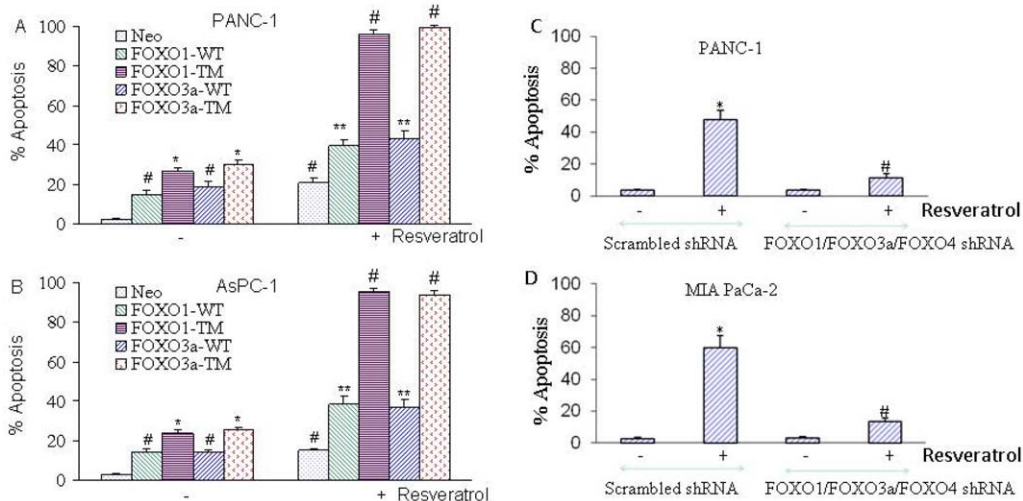 A
PANC-1
% Apoptosis
100
80
60
40
20
0
Neo
FOXO1-WT
FOXO1-TM
FOXO3a-WT
FOXO3a-TM
# * # *
# ** # ** #
- + Resveratrol
B
AsPC-1
% Apoptosis
100
80
60
40
20
0
Neo
FOXO1-WT
FOXO1-TM
FOXO3a-WT
FOXO3a-TM
# * # *
# ** # ** #
- + Resveratrol
C
PANC-1
% Apoptosis
100
80
60
40
20
0
* #
- + - + Resveratrol
Scrambled shRNA FOXO1/FOXO3a/FOXO4 shRNA
D
MIA PaCa-2
% Apoptosis
100
80
60
40
20
0
* #
- + - + Resveratrol
Scrambled shRNA FOXO1/FOXO3a/FOXO4 shRNA